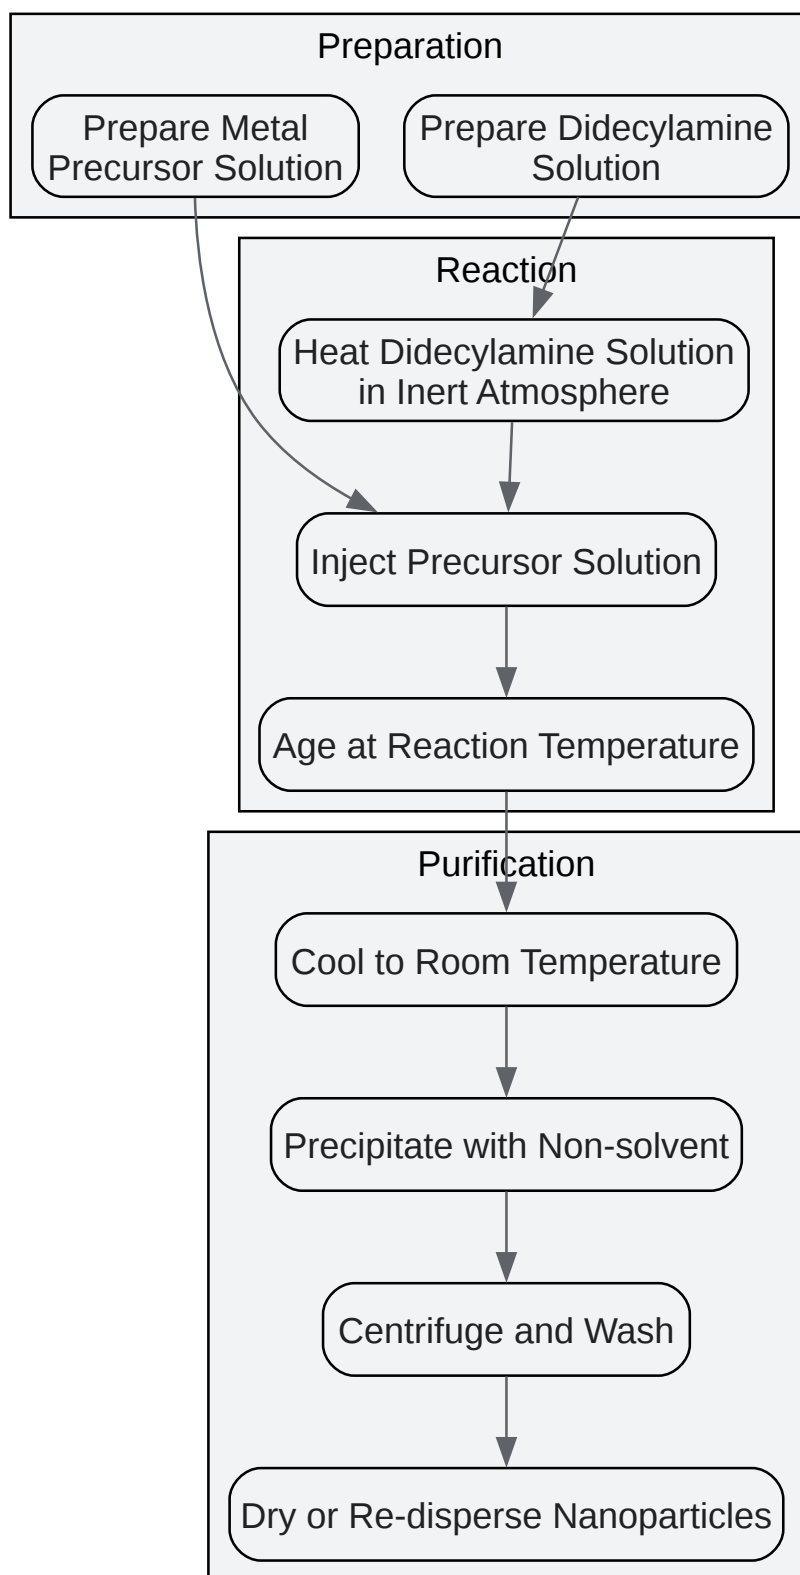 Preparation
Prepare Metal
Precursor Solution
Prepare Didecylamine
Solution
Reaction
Heat Didecylamine Solution
in Inert Atmosphere
Inject Precursor Solution
Age at Reaction Temperature
Purification
Cool to Room Temperature
Precipitate with Non-solvent
Centrifuge and Wash
Dry or Re-disperse Nanoparticles